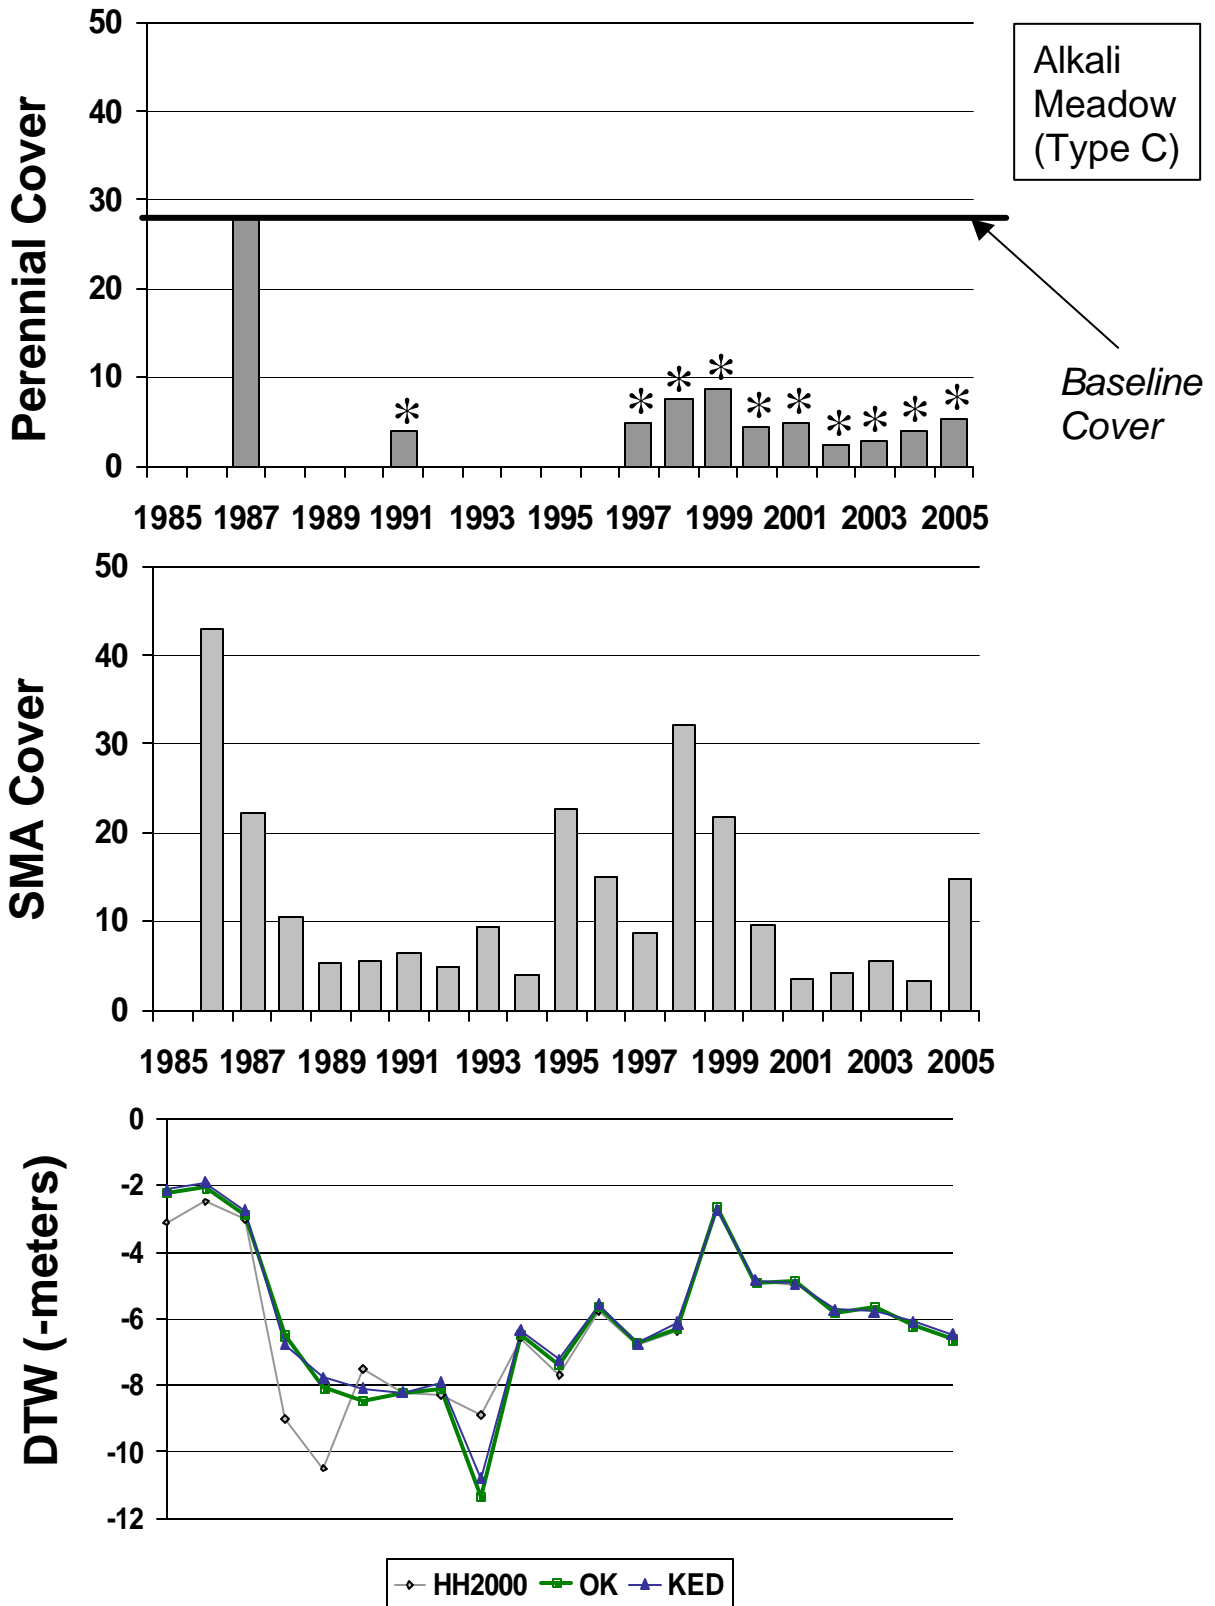 Perennial Cover
50
40
30
20
10
0
* * * * * * * * * *
1985 1987 1989 1991 1993 1995 1997 1999 2001 2003 2005
Alkali
Meadow
(Type C)
Baseline
Cover
SMA Cover
50
40
30
20
10
0
1985 1987 1989 1991 1993 1995 1997 1999 2001 2003 2005
DTW (-meters)
0
-2
-4
-6
-8
-10
-12
HH2000 OK KED